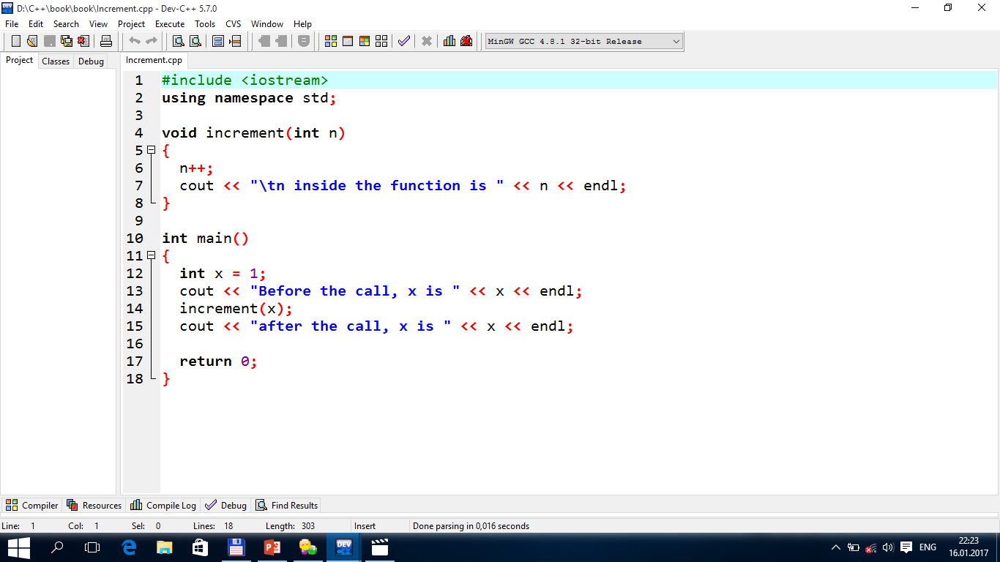 D:\C++\book\book\Increment.cpp - Dev-C++ 5.7.0
File Edit Search View Project Execute Tools CVS Window Help
MinGW GCC 4.8.1 32-bit Release
Project Classes Debug
Increment.cpp
1 #include <iostream>
2 using namespace std;
3
4 void increment(int n)
5 {
6 n++;
7 cout << "\tn inside the function is " << n << endl;
8 }
9
10 int main()
11 {
12 int x = 1;
13 cout << "Before the call, x is " << x << endl;
14 increment(x);
15 cout << "after the call, x is " << x << endl;
16
17 return 0;
18 }
Compiler Resources Compile Log Debug Find Results
Line: 1 Col: 1 Sel: 0 Lines: 18 Length: 303 Insert Done parsing in 0,016 seconds
DEV
ENG
22:23
16.01.2017